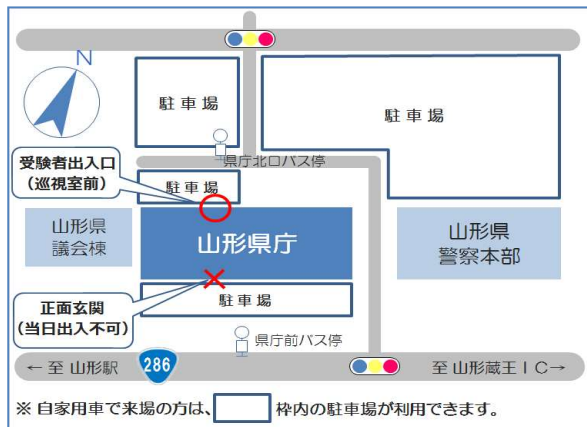 N
駐車場
駐車場
県庁北口バス停
受験者出入口
(巡視室前)
駐車場
山形県
議会棟
山形県庁
山形県
警察本部
正面玄関
(当日出入不可)
駐車場
県庁前バス停
← 至 山形駅
286
至 山形蔵王IC→
※ 自家用車で来場の方は、 枠内の駐車場が利用できます。